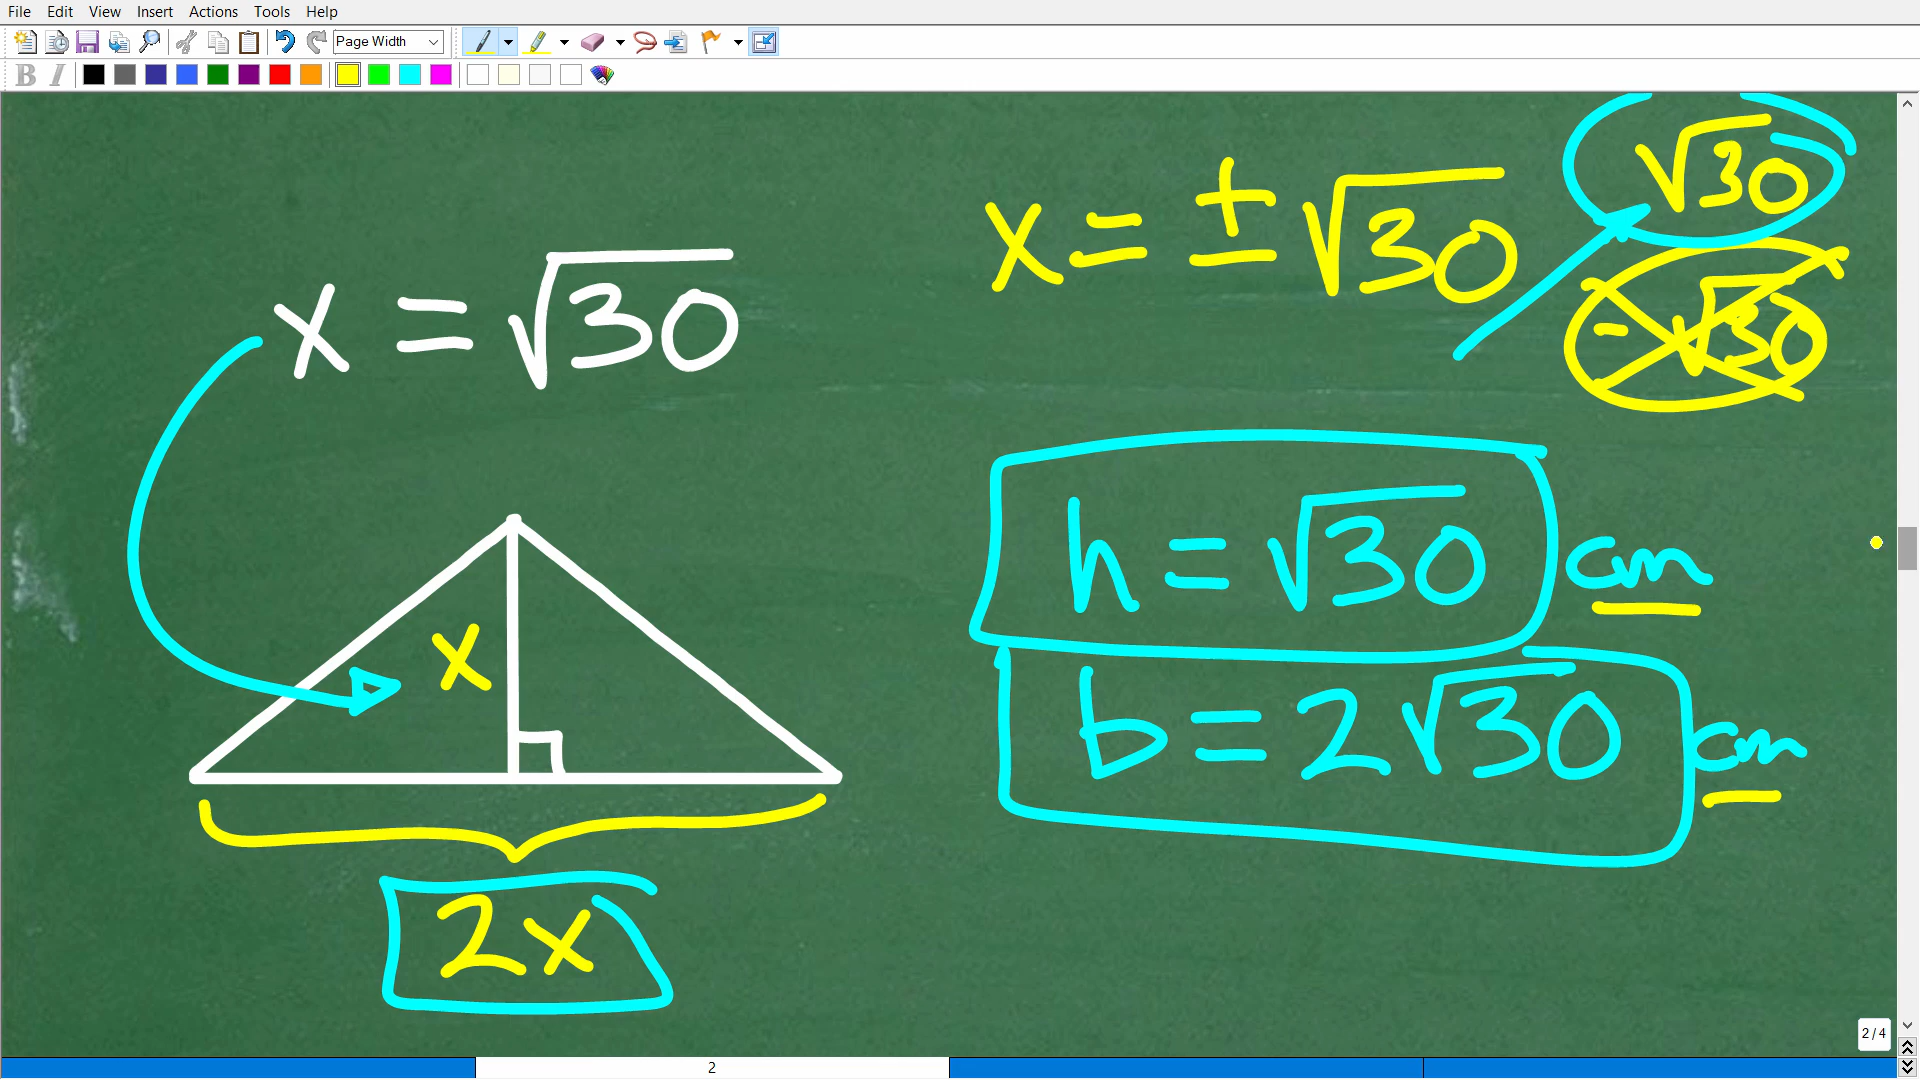 File Edit View Insert Actions Tools Help
Page Width
B I
x = √30
x = ± √30
√30
- √30
h = √30 cm
b = 2√30 cm
x
2x
2 / 4
2